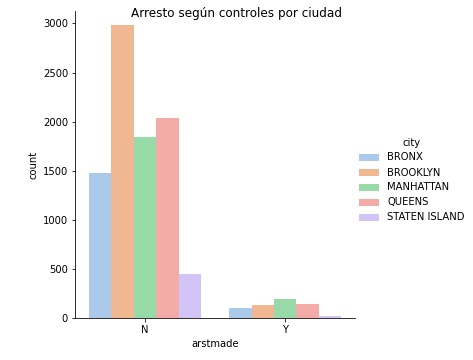 Arresto según controles por ciudad
3000
2500
2000
1500
1000
500
0
count
N
Y
arstmade
city
BRONX
BROOKLYN
MANHATTAN
QUEENS
STATEN ISLAND